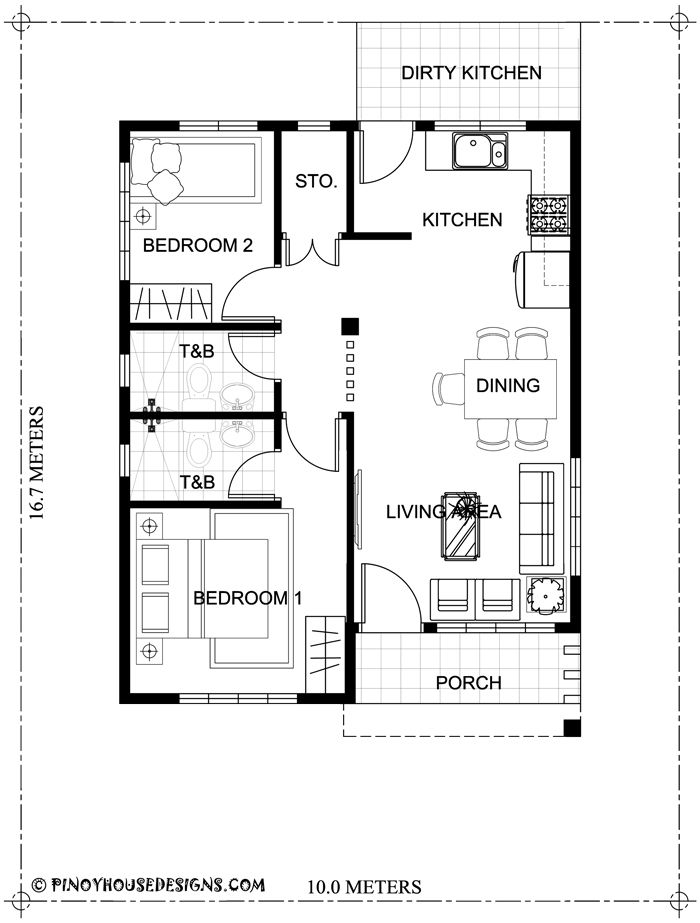 DIRTY KITCHEN
STO.
KITCHEN
BEDROOM 2
T&B
DINING
16.7 METERS
T&B
LIVING AREA
BEDROOM 1
PORCH
© PINOYHOUSEDESIGNS.COM
10.0 METERS